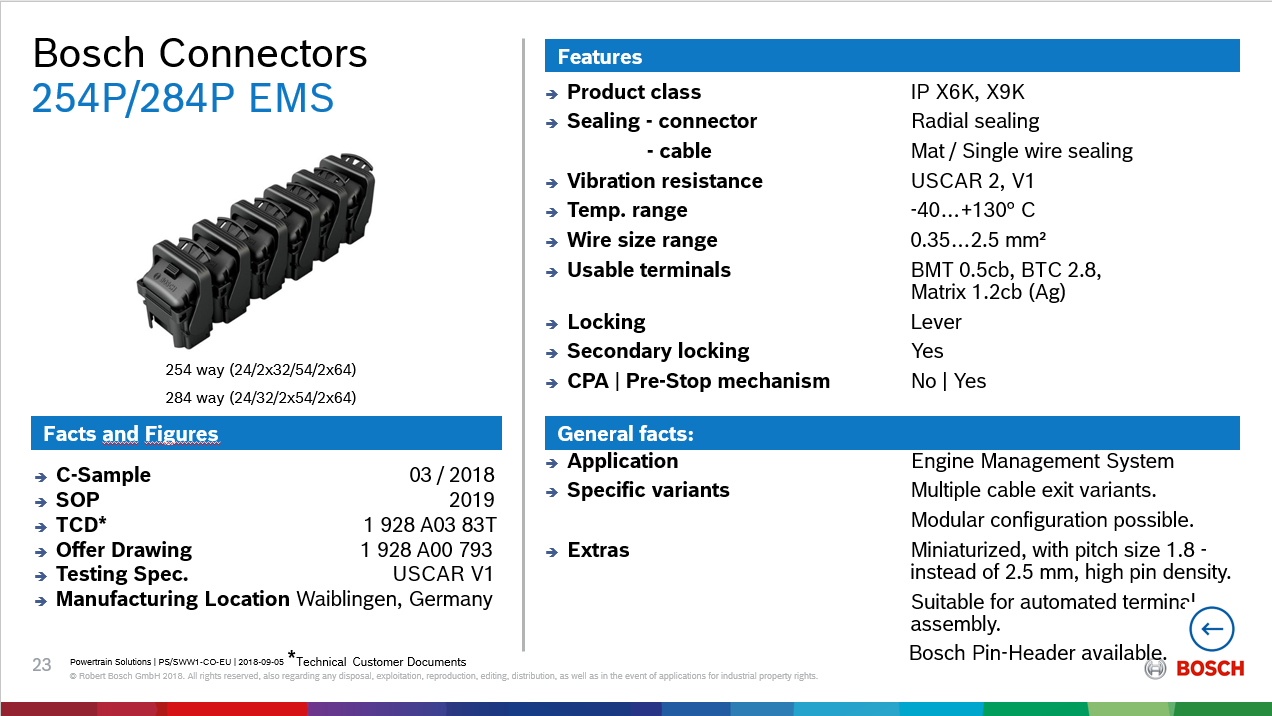 Bosch Connectors
254P/284P EMS
254 way (24/2x32/54/2x64)
284 way (24/32/2x54/2x64)
Facts and Figures
C-Sample 03 / 2018
SOP 2019
TCD* 1 928 A03 83T
Offer Drawing 1 928 A00 793
Testing Spec. USCAR V1
Manufacturing Location Waiblingen, Germany
Features
Product class IP X6K, X9K
Sealing - connector Radial sealing
- cable Mat / Single wire sealing
Vibration resistance USCAR 2, V1
Temp. range -40…+130° C
Wire size range 0.35…2.5 mm²
Usable terminals BMT 0.5cb, BTC 2.8,
Matrix 1.2cb (Ag)
Locking Lever
Secondary locking Yes
CPA | Pre-Stop mechanism No | Yes
General facts:
Application Engine Management System
Specific variants Multiple cable exit variants.
Modular configuration possible.
Extras Miniaturized, with pitch size 1.8 -
instead of 2.5 mm, high pin density.
Suitable for automated terminal
assembly.
Bosch Pin-Header available.
23 Powertrain Solutions | PS/SWW1-CO-EU | 2018-09-05 *Technical Customer Documents
© Robert Bosch GmbH 2018. All rights reserved, also regarding any disposal, exploitation, reproduction, editing, distribution, as well as in the event of applications for industrial property rights.
BOSCH